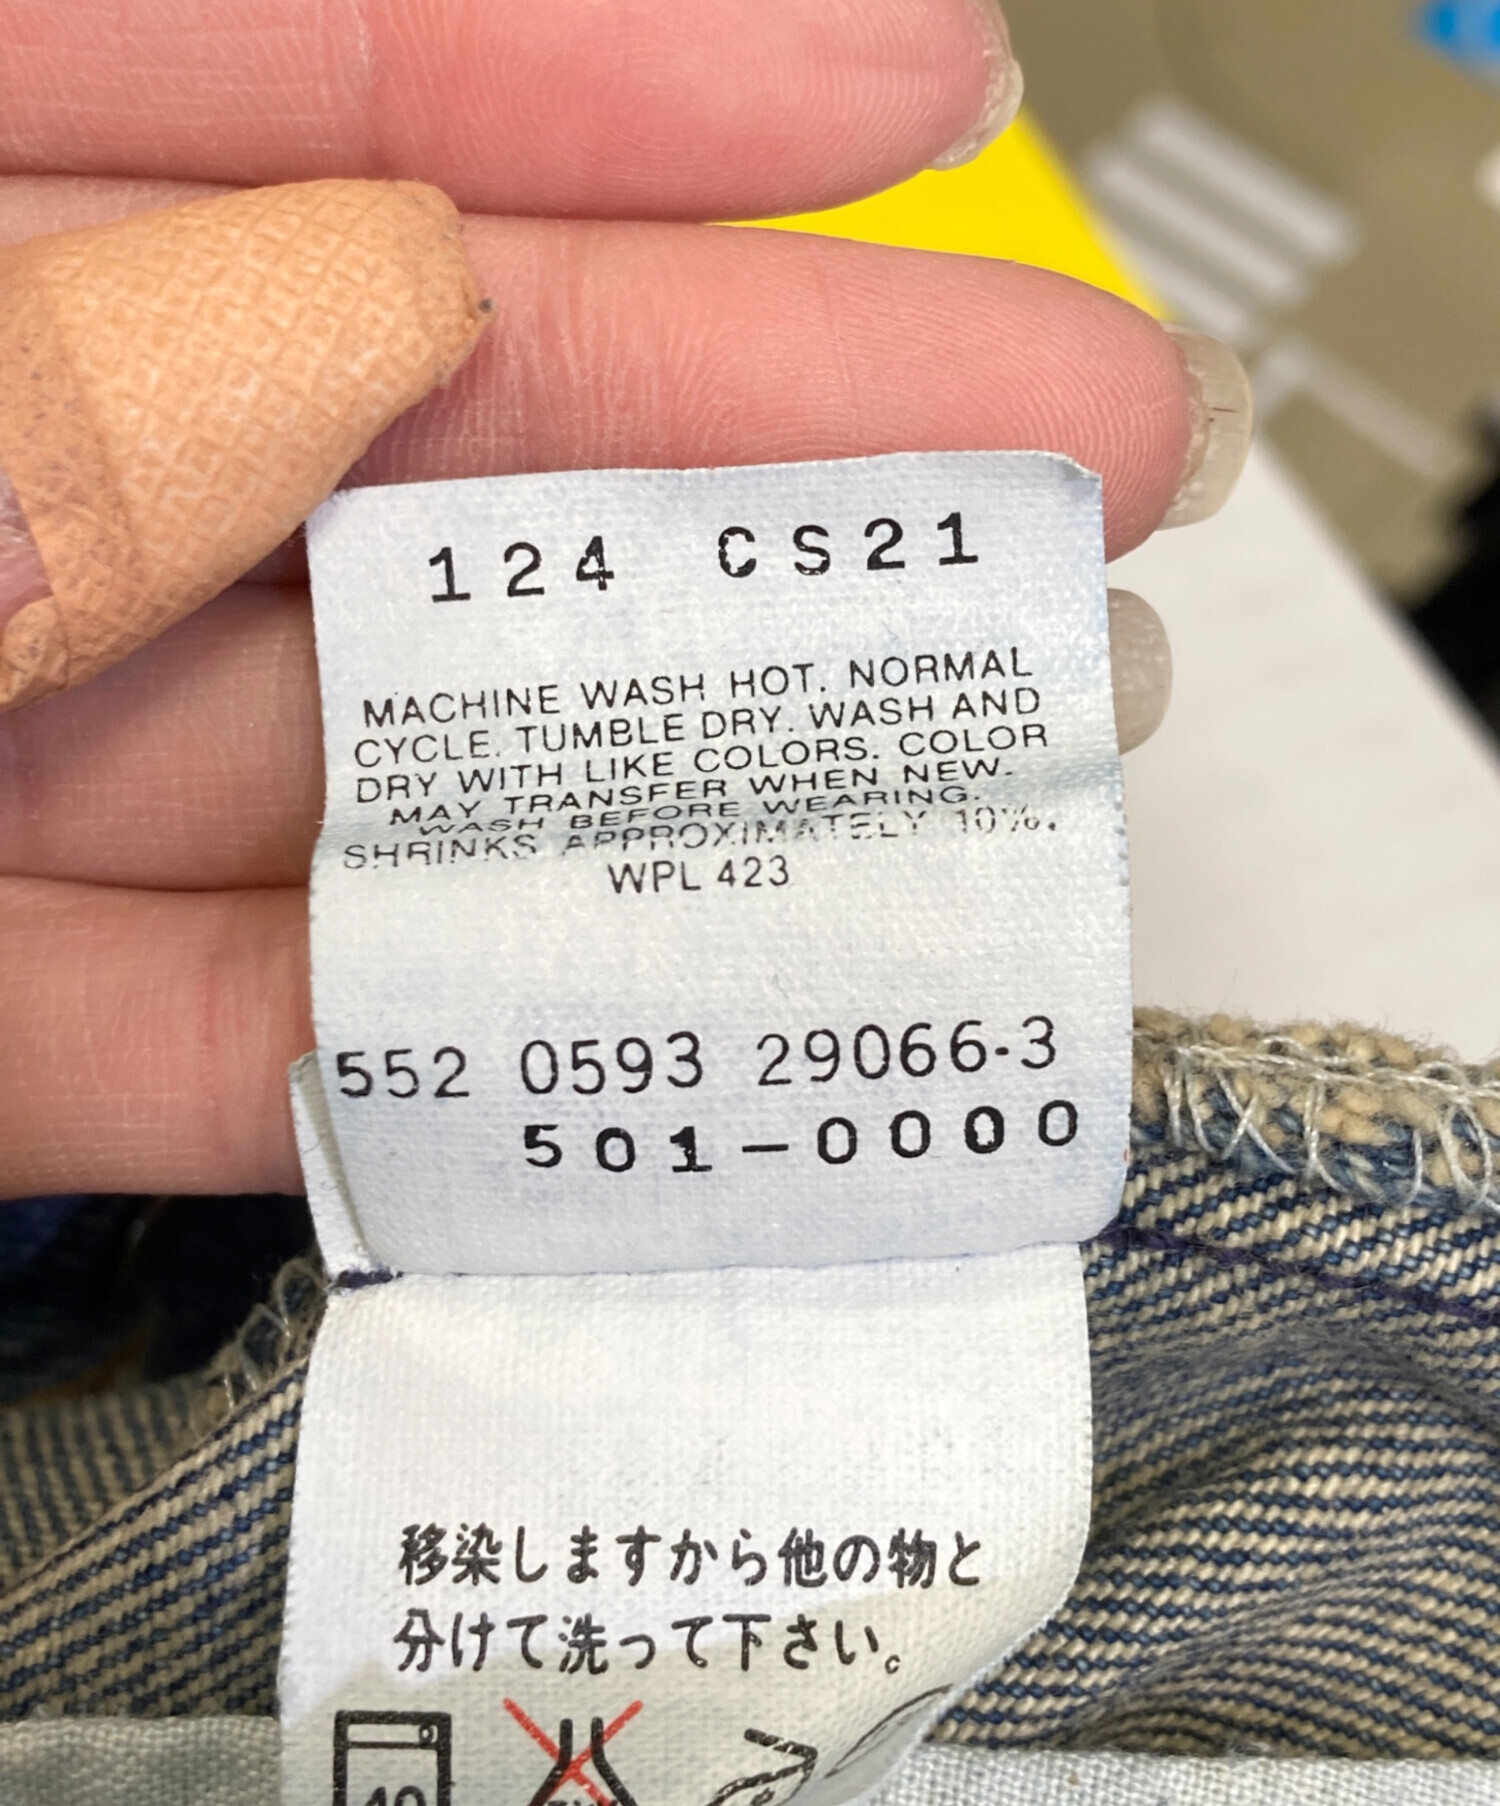 124 CS21
MACHINE WASH HOT. NORMAL
CYCLE. TUMBLE DRY. WASH AND
DRY WITH LIKE COLORS. COLOR
MAY TRANSFER WHEN NEW.
WASH BEFORE WEARING.
SHRINKS APPROXIMATELY 10%.
WPL 423
552 0593 29066-3
501-0000
移染しますから他の物と
分けて洗って下さい。
40